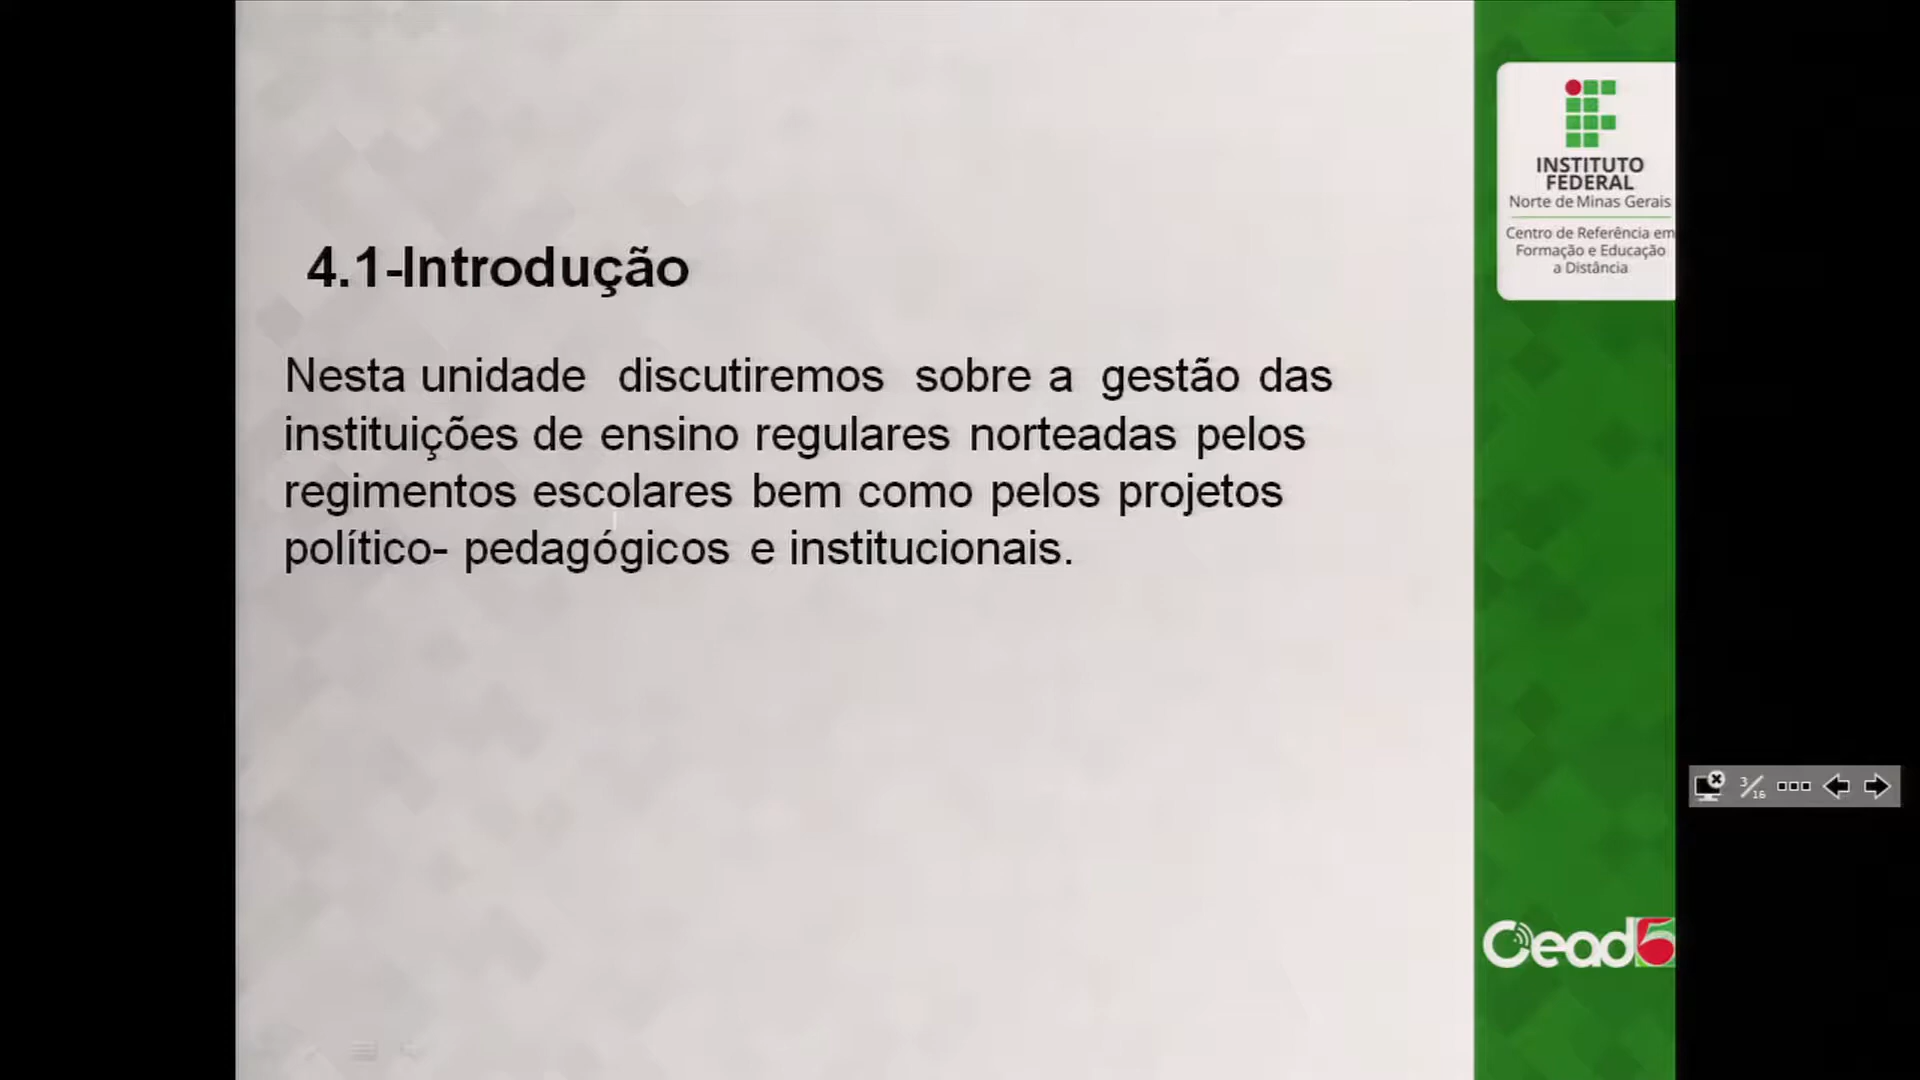 INSTITUTO
FEDERAL
Norte de Minas Gerais
Centro de Referência em
Formação e Educação
a Distância
4.1-Introdução
Nesta unidade discutiremos sobre a gestão das
instituições de ensino regulares norteadas pelos
regimentos escolares bem como pelos projetos
político- pedagógicos e institucionais.
3/16
Cead5